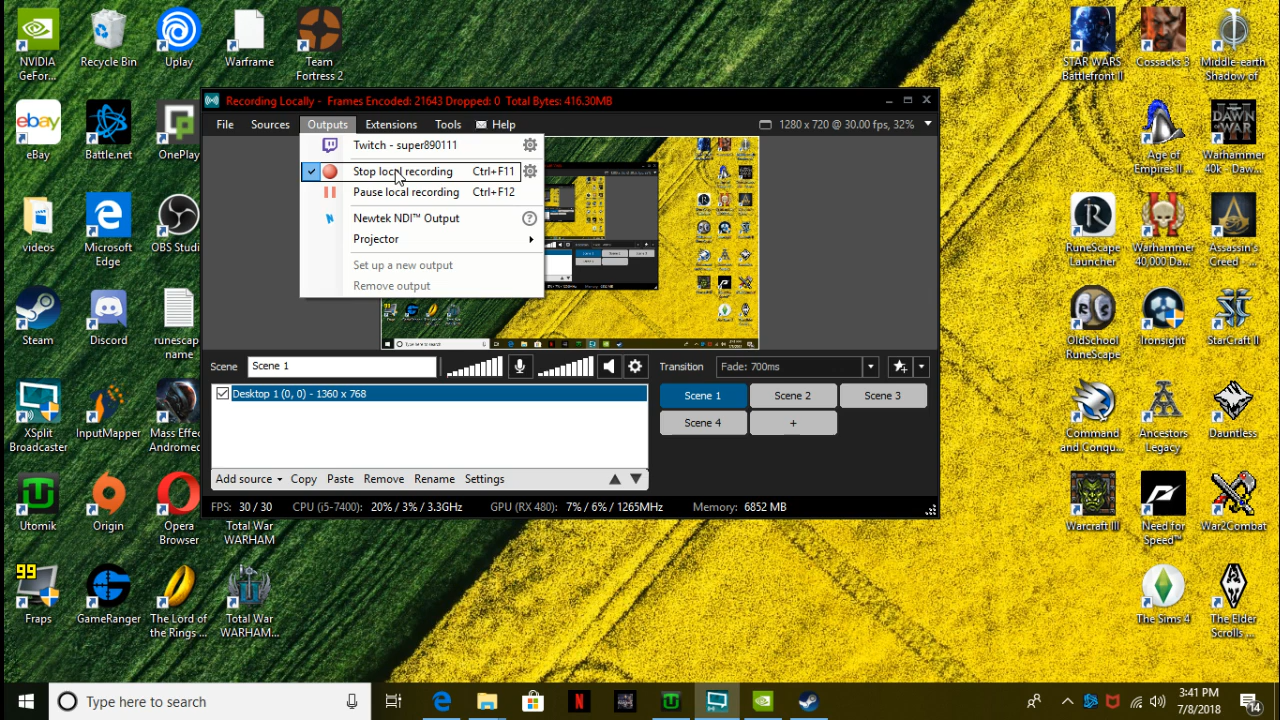 NVIDIA GeFor...
Recycle Bin
Uplay
Warframe
Team Fortress 2
STAR WARS Battlefront II
Cossacks 3
Middle-earth Shadow of
Recording Locally - Frames Encoded: 21643 Dropped: 0 Total Bytes: 416.30MB
File Sources Outputs Extensions Tools Help
1280 x 720 @ 30.00 fps, 32%
Twitch - super890111
Stop local recording Ctrl+F11
Pause local recording Ctrl+F12
Newtek NDI™ Output
Projector
Set up a new output
Remove output
ebay
eBay
Battle.net
OnePlay
Age of Empires II...
DAWN OF WAR
Warhammer 40k - Daw...
videos
Microsoft Edge
OBS Studi
RuneScape Launcher
Warhammer 40,000 Da...
Assassin's Creed - ...
Steam
Discord
runescap name
OldSchool RuneScape
Ironsight
StarCraft II
Scene
Scene 1
Transition
Fade: 700ms
Desktop 1 (0, 0) - 1360 x 768
Scene 1 Scene 2 Scene 3
Scene 4 +
XSplit Broadcaster
InputMapper
Mass Effec Andromed
Command and Conqu...
Ancestors Legacy
Dauntless
Add source Copy Paste Remove Rename Settings
FPS: 30 / 30 CPU (i5-7400): 20% / 3% / 3.3GHz GPU (RX 480): 7% / 6% / 1265MHz Memory: 6852 MB
Utomik
Origin
Opera Browser
Total War WARHAM
Warcraft III
Need for Speed™
War2Combat
99
Fraps
GameRanger
The Lord of the Rings ...
Total War WARHAM...
The Sims 4
The Elder Scrolls ...
Type here to search
N
3:41 PM
7/8/2018
14